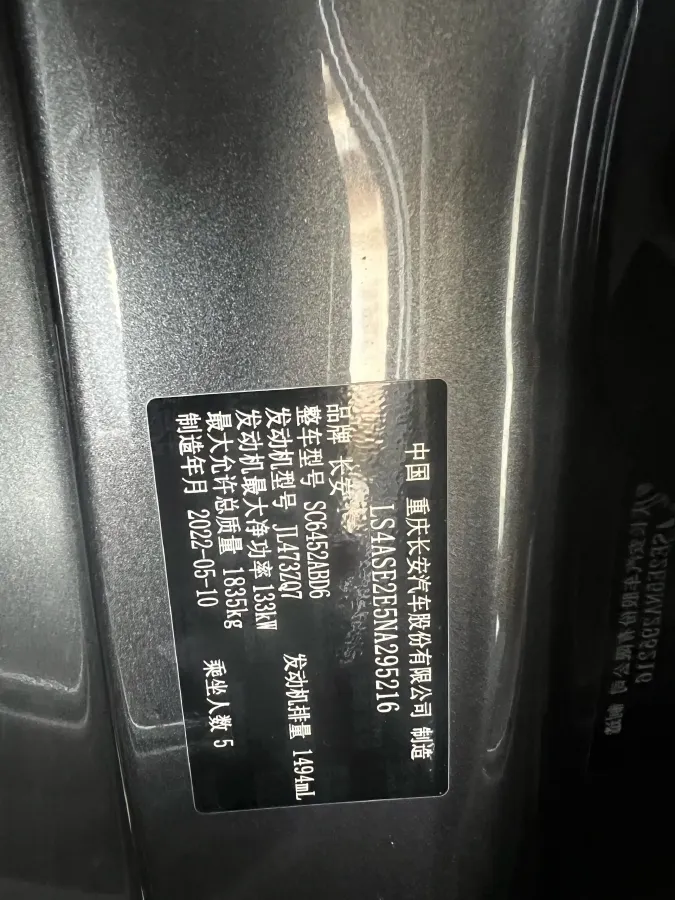 中国 重庆长安汽车股份有限公司 制造
LS4ASE2E5NA295216
品牌 长安
整车型号 SC6452ABD6
发动机型号 JL473ZQ7 发动机排量 1494mL
发动机最大净功率 133kW
最大允许总质量 1835kg 乘坐人数 5
制造年月 2022-05-10